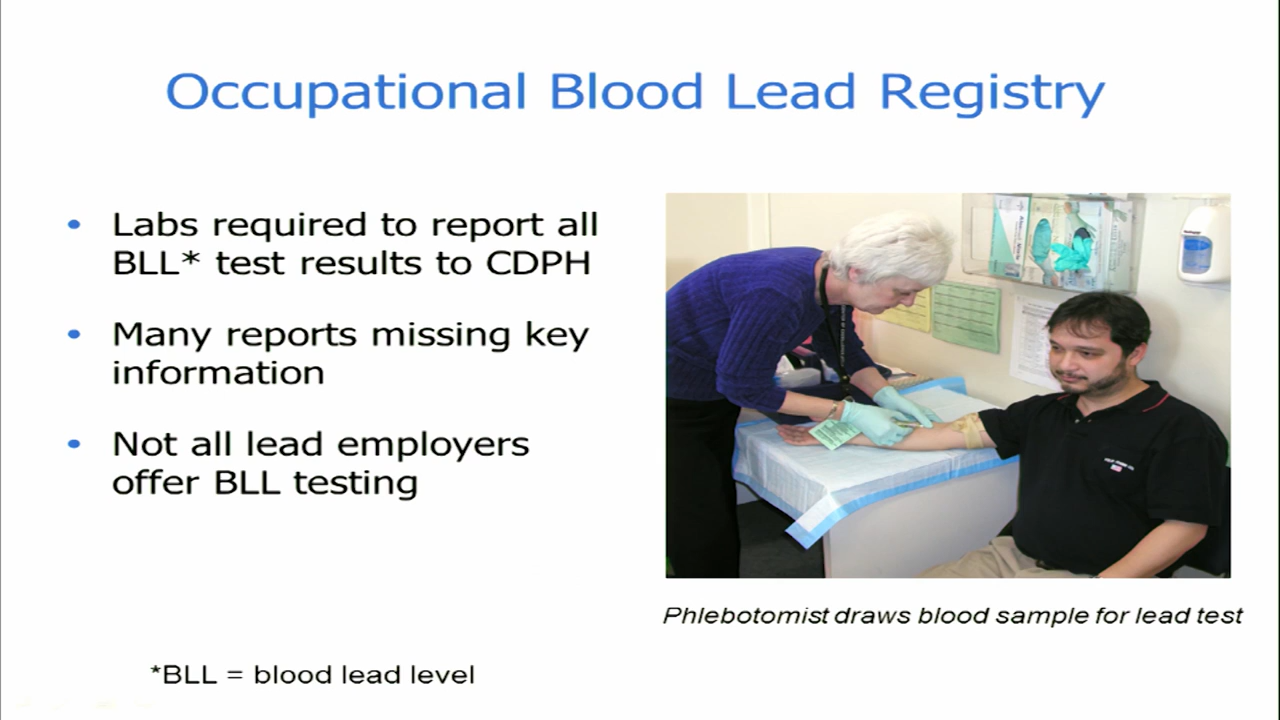 Occupational Blood Lead Registry
• Labs required to report all
BLL* test results to CDPH
• Many reports missing key
information
• Not all lead employers
offer BLL testing
Phlebotomist draws blood sample for lead test
*BLL = blood lead level